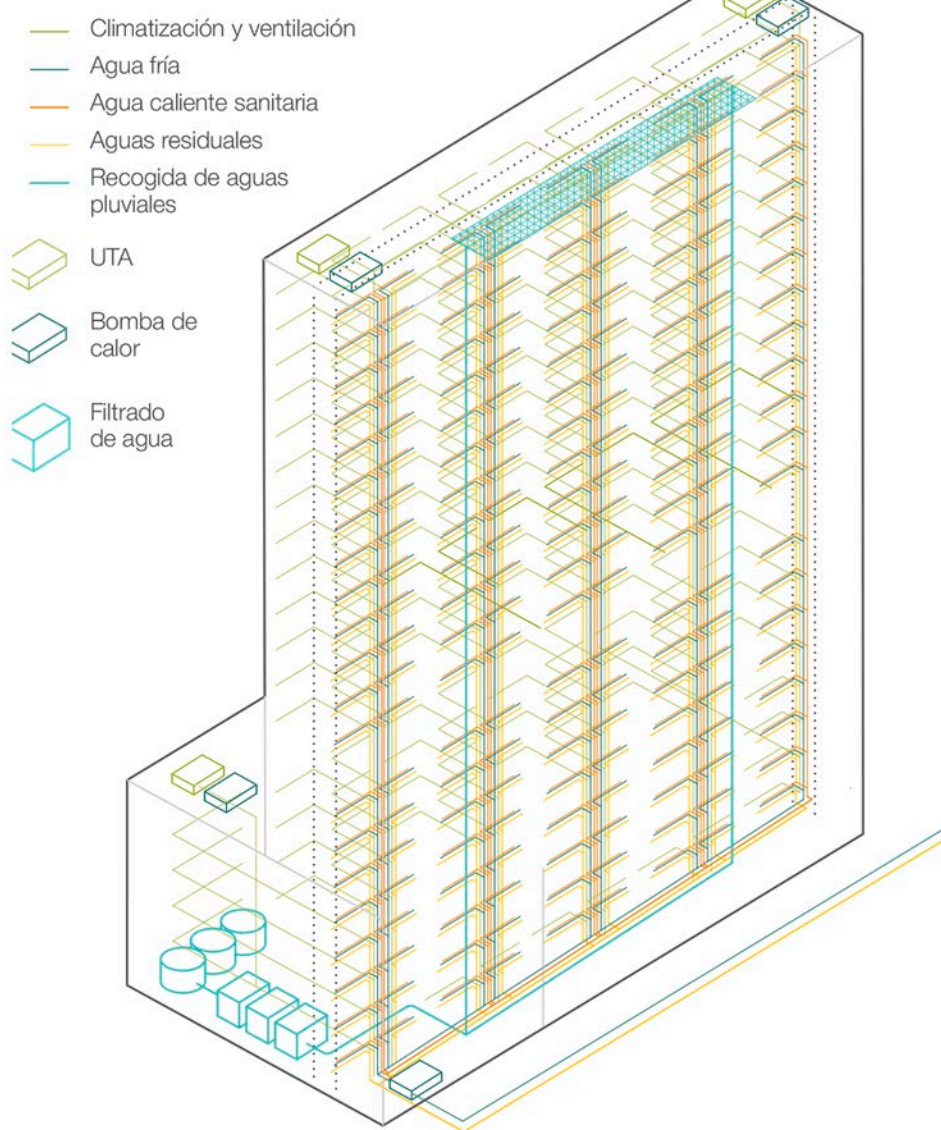 Climatización y ventilación
Agua fría
Agua caliente sanitaria
Aguas residuales
Recogida de aguas
pluviales
UTA
Bomba de
calor
Filtrado
de agua